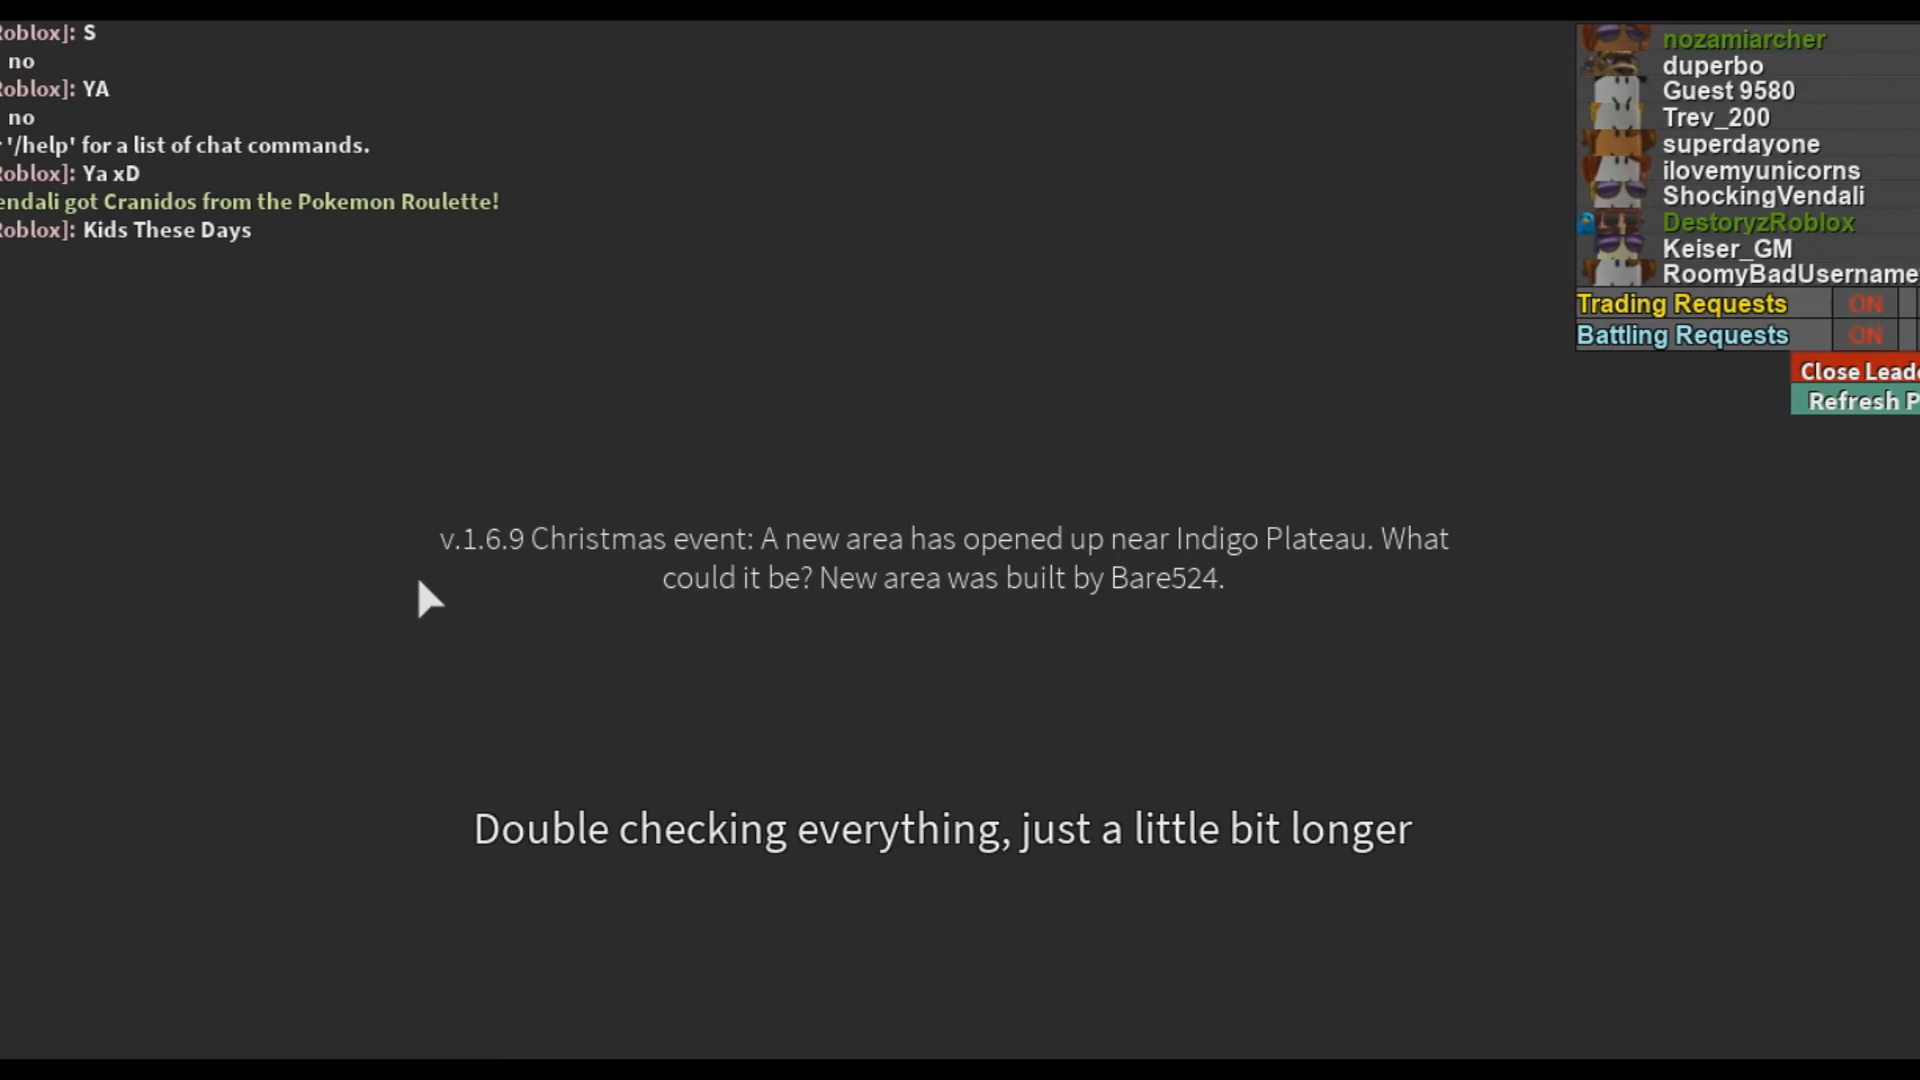 oblox]: S
no
oblox]: YA
no
'/help' for a list of chat commands.
oblox]: Ya xD
endali got Cranidos from the Pokemon Roulette!
oblox]: Kids These Days
nozamiarcher
duperbo
Guest 9580
Trev_200
superdayone
ilovemyunicorns
ShockingVendali
DestoryzRoblox
Keiser_GM
RoomyBadUsername
Trading Requests ON
Battling Requests ON
Close Lead
Refresh P
v.1.6.9 Christmas event: A new area has opened up near Indigo Plateau. What
could it be? New area was built by Bare524.
Double checking everything, just a little bit longer